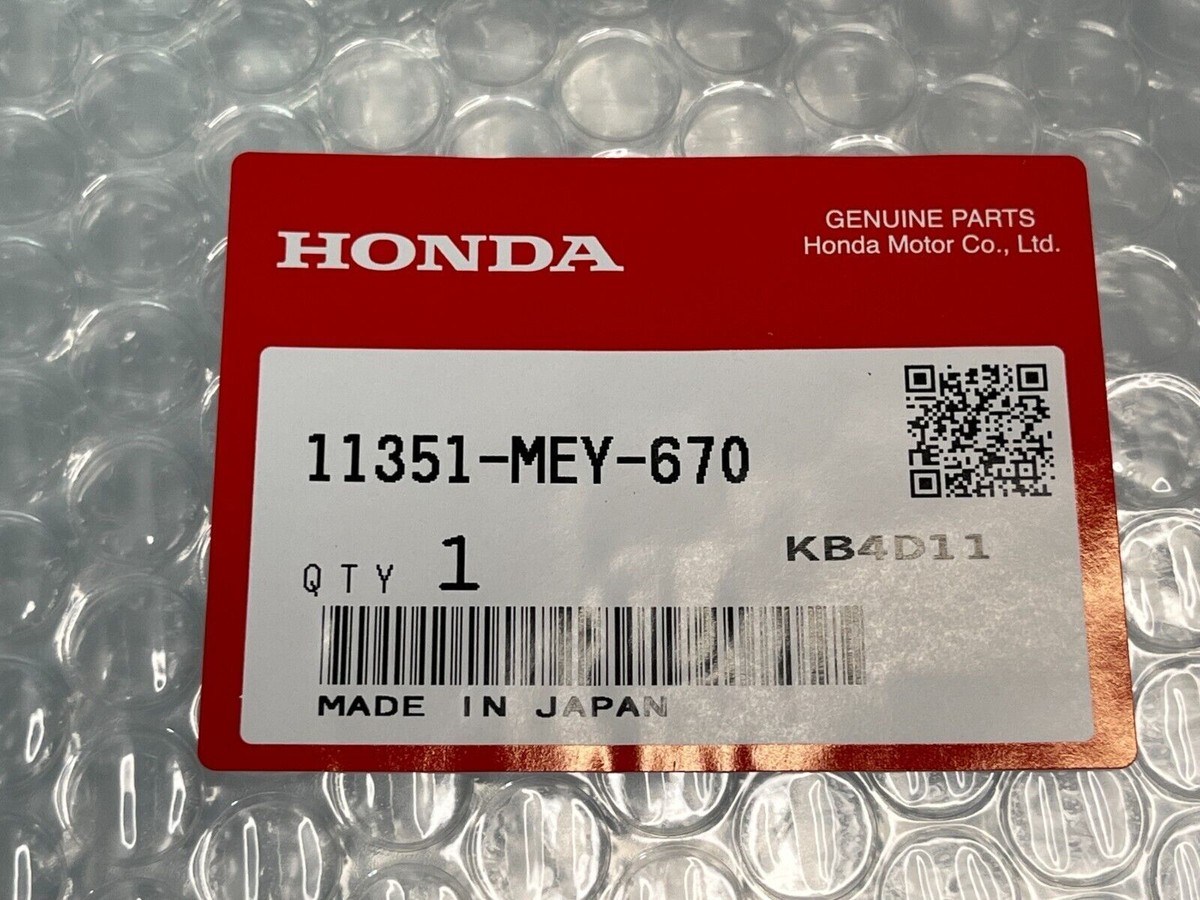 HONDA
GENUINE PARTS
Honda Motor Co., Ltd.
11351-MEY-670
QTY 1
KB4D11
MADE IN JAPAN